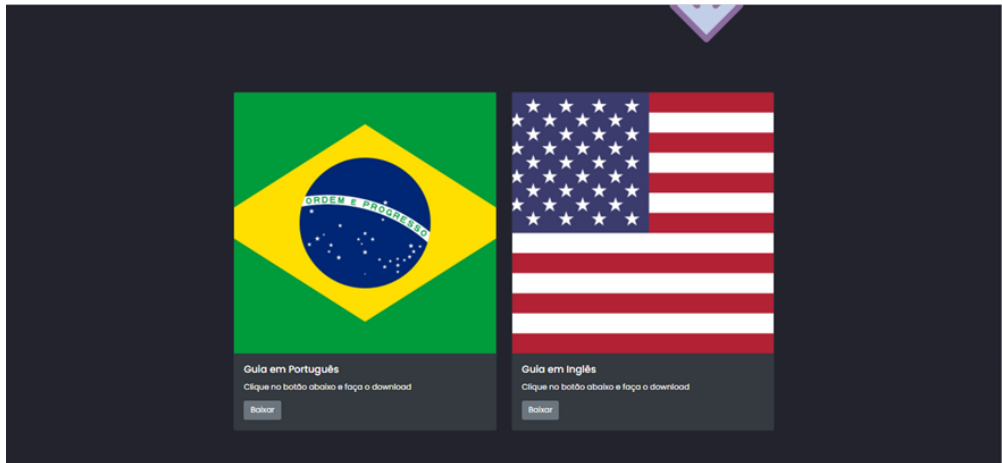 ORDEM E PROGRESSO
Guia em Português
Clique no botão abaixo e faça o download
Baixar
Guia em Inglês
Clique no botão abaixo e faça o download
Baixar